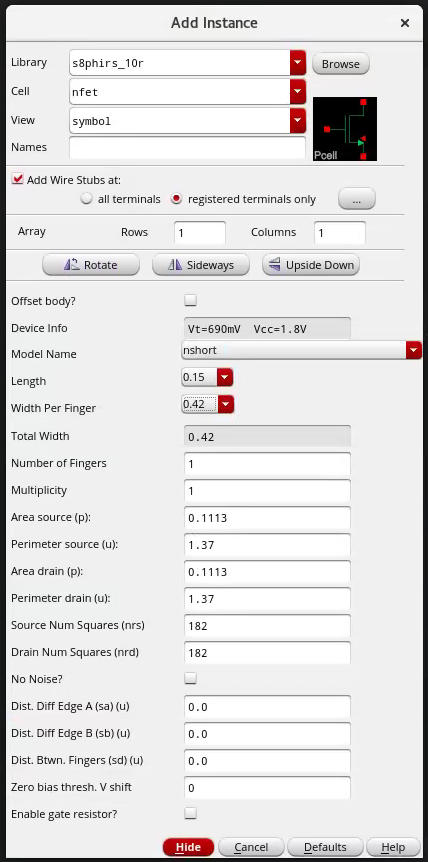 Add Instance
Library s8phirs_10r Browse
Cell nfet
View symbol
Names
Pcell
Add Wire Stubs at:
all terminals registered terminals only ...
Array Rows 1 Columns 1
Rotate Sideways Upside Down
Offset body?
Device Info Vt=690mV Vcc=1.8V
Model Name nshort
Length 0.15
Width Per Finger 0.42
Total Width 0.42
Number of Fingers 1
Multiplicity 1
Area source (p): 0.1113
Perimeter source (u): 1.37
Area drain (p): 0.1113
Perimeter drain (u): 1.37
Source Num Squares (nrs) 182
Drain Num Squares (nrd) 182
No Noise?
Dist. Diff Edge A (sa) (u) 0.0
Dist. Diff Edge B (sb) (u) 0.0
Dist. Btwn. Fingers (sd) (u) 0.0
Zero bias thresh. V shift 0
Enable gate resistor?
Hide Cancel Defaults Help